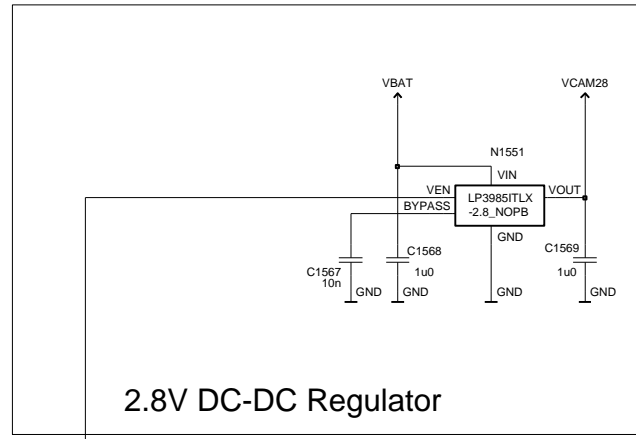 VBAT
VCAM28
N1551
VIN
VEN
LP3985ITLX
VOUT
BYPASS
-2.8_NOPB
GND
C1568
C1569
C1567
1u0
1u0
10n
GND
GND
GND
GND
2.8V DC-DC Regulator